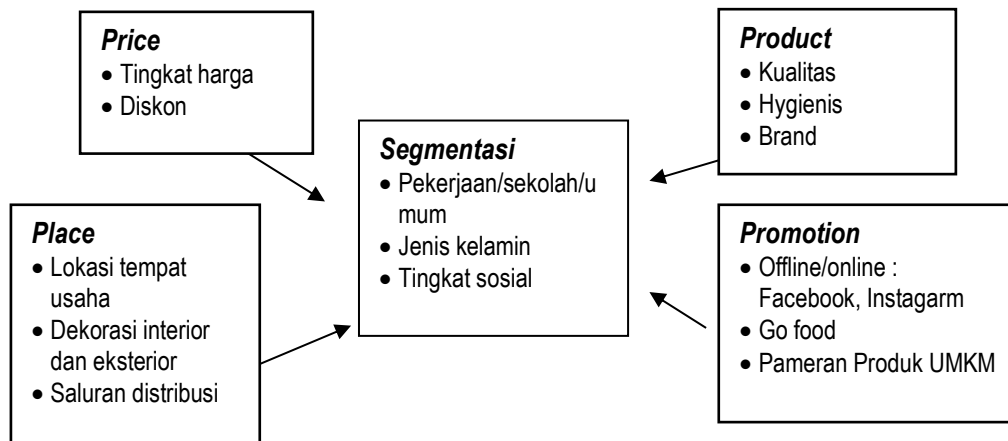 Price
• Tingkat harga
• Diskon
Product
• Kualitas
• Hygienis
• Brand
Segmentasi
• Pekerjaan/sekolah/u
mum
• Jenis kelamin
• Tingkat sosial
Place
• Lokasi tempat
usaha
• Dekorasi interior
dan eksterior
• Saluran distribusi
Promotion
• Offline/online :
Facebook, Instagarm
• Go food
• Pameran Produk UMKM